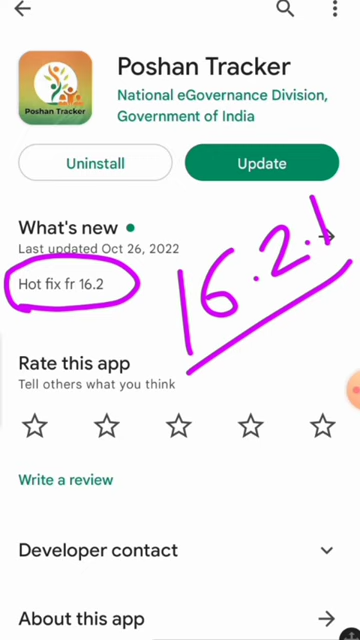 Poshan Tracker
Poshan Tracker
National eGovernance Division,
Government of India
Uninstall
Update
What's new
Last updated Oct 26, 2022
Hot fix fr 16.2
16.2.1
Rate this app
Tell others what you think
Write a review
Developer contact
About this app